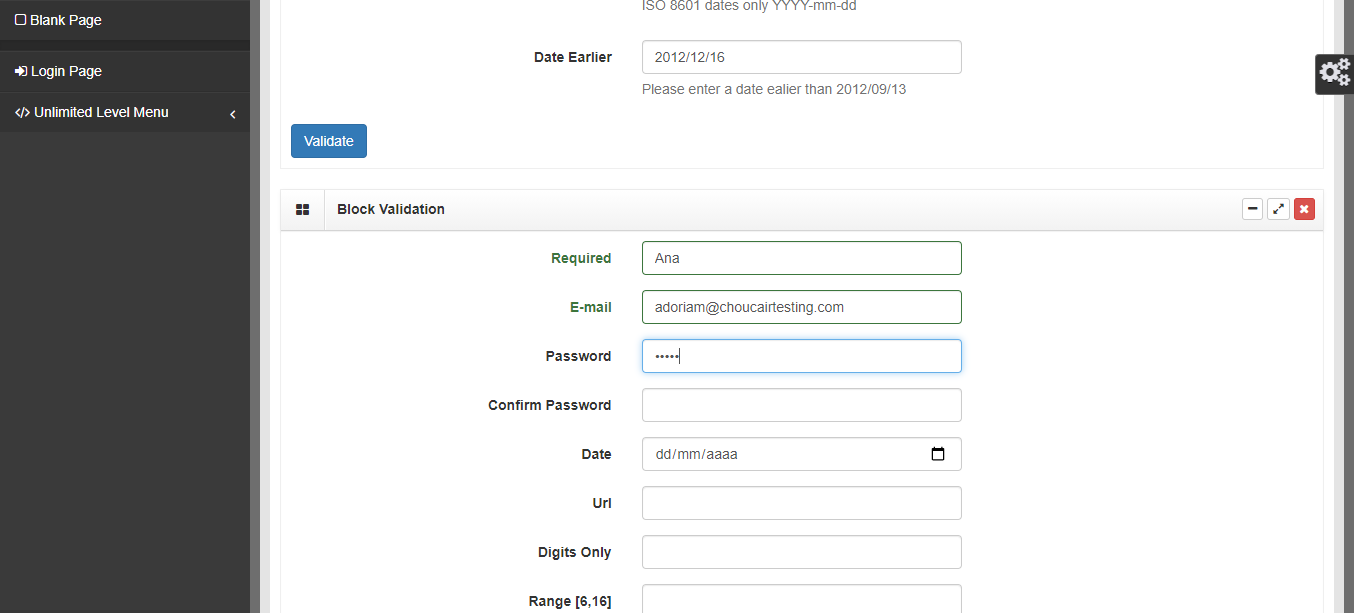 Blank Page
Login Page
Unlimited Level Menu
ISO 8601 dates only YYYY-mm-dd
Date Earlier 2012/12/16
Please enter a date ealier than 2012/09/13
Validate
Block Validation
Required Ana
E-mail adoriam@choucairtesting.com
Password •••••
Confirm Password
Date dd/mm/aaaa
Url
Digits Only
Range [6,16]